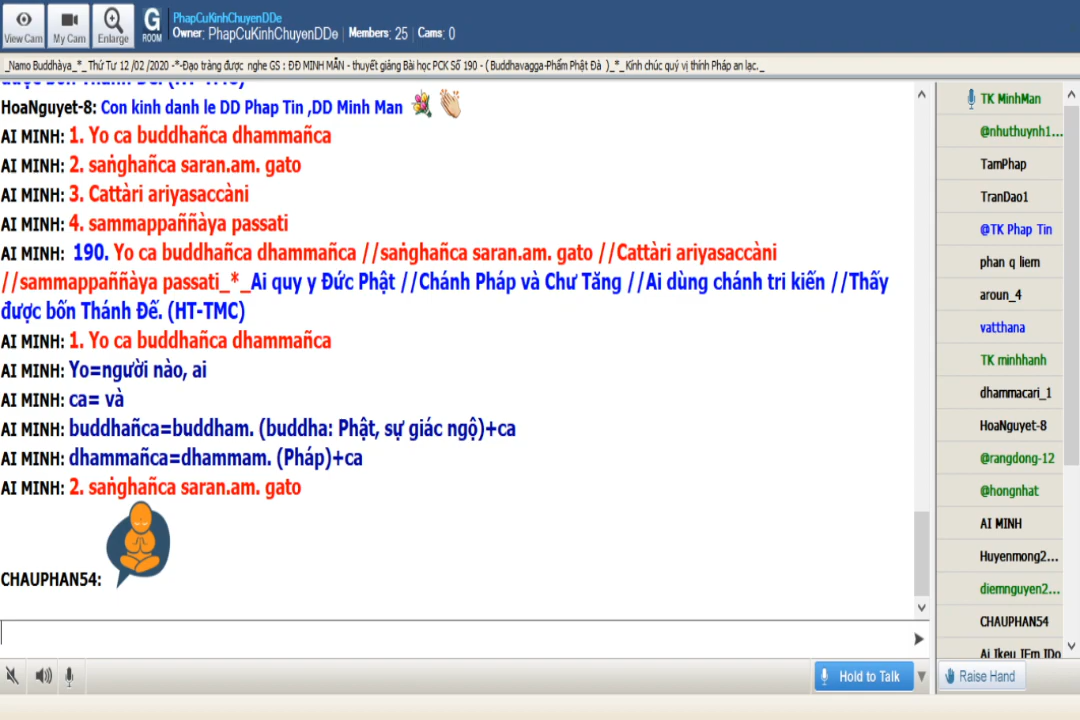 View Cam
My Cam
Enlarge
G
ROOM
PhapCuKinhChuyenDDe
Owner: PhapCuKinhChuyenDDe | Members: 25 | Cams: 0
_Namo Buddhàya_*_ Thứ Tư 12 /02 /2020 -*-Đạo tràng được nghe GS : ĐĐ MINH MẪN - thuyết giảng Bài học PCK Số 190 - ( Buddhavagga-Phẩm Phật Đà )_*_Kính chúc quý vị thính Pháp an lạc._
HoaNguyet-8: Con kinh danh le DD Phap Tin ,DD Minh Man
AI MINH: 1. Yo ca buddhañca dhammañca
AI MINH: 2. saṅghañca saran.am. gato
AI MINH: 3. Cattàri ariyasaccàni
AI MINH: 4. sammappaññàya passati
AI MINH: 190. Yo ca buddhañca dhammañca //saṅghañca saran.am. gato //Cattàri ariyasaccàni
//sammappaññàya passati_*_Ai quy y Đức Phật //Chánh Pháp và Chư Tăng //Ai dùng chánh tri kiến //Thấy
được bốn Thánh Đế. (HT-TMC)
AI MINH: 1. Yo ca buddhañca dhammañca
AI MINH: Yo=người nào, ai
AI MINH: ca= và
AI MINH: buddhañca=buddham. (buddha: Phật, sự giác ngộ)+ca
AI MINH: dhammañca=dhammam. (Pháp)+ca
AI MINH: 2. saṅghañca saran.am. gato
CHAUPHAN54:
TK MinhMan
@nhuthuynh1...
TamPhap
TranDao1
@TK Phap Tin
phan q liem
aroun_4
vatthana
TK minhhanh
dhammacari_1
HoaNguyet-8
@rangdong-12
@hongnhat
AI MINH
Huyenmong2...
diemnguyen2...
CHAUPHAN54
Hold to Talk
Raise Hand